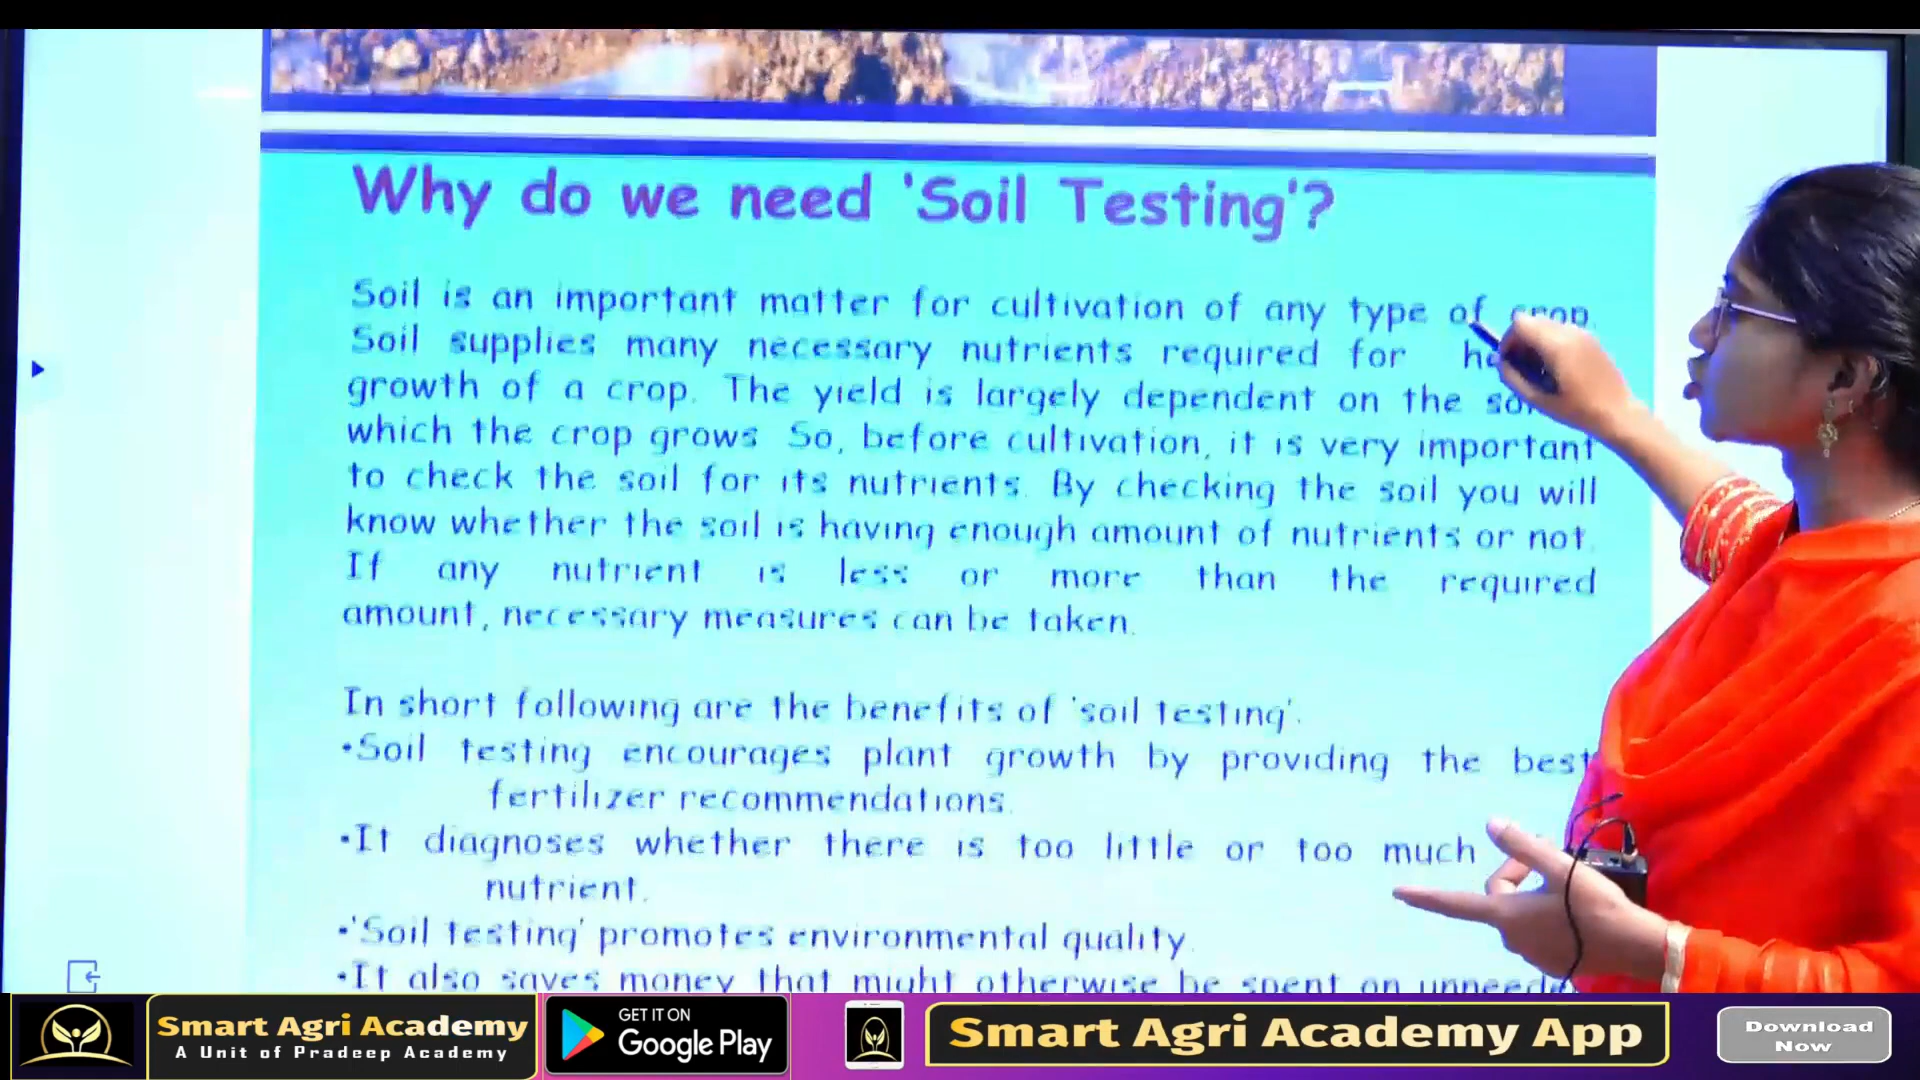 Why do we need 'Soil Testing'?
Soil is an important matter for cultivation of any type of crop.
Soil supplies many necessary nutrients required for
growth of a crop. The yield is largely dependent on the
which the crop grows. So, before cultivation, it is very important
to check the soil for its nutrients. By checking the soil you will
know whether the soil is having enough amount of nutrients or not.
If any nutrient is less or more than the required
amount, necessary measures can be taken.
In short following are the benefits of 'soil testing'.
•Soil testing encourages plant growth by providing the best
fertilizer recommendations.
•It diagnoses whether there is too little or too much
nutrient.
•'Soil testing' promotes environmental quality.
•It also saves money that might otherwise be spent on
Smart Agri Academy
A Unit of Pradeep Academy
GET IT ON
Google Play
Smart Agri Academy App
Download
Now